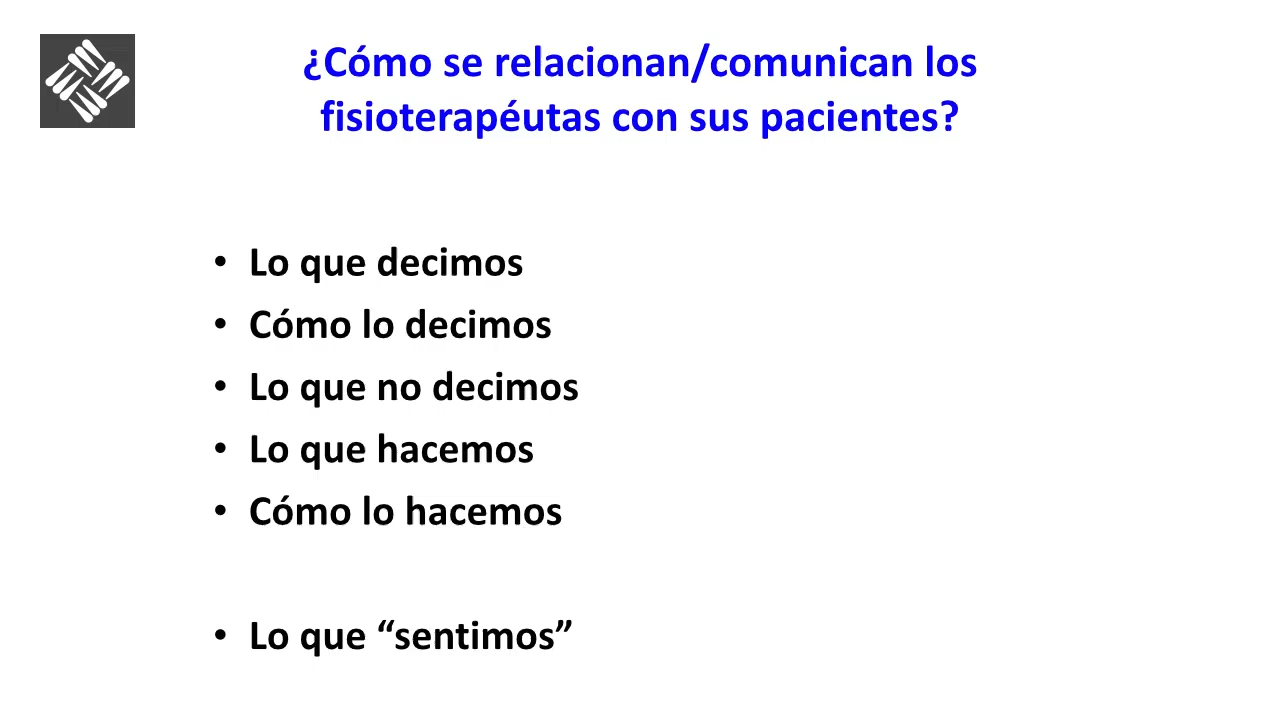 ¿Cómo se relacionan/comunican los
fisioterapéutas con sus pacientes?
• Lo que decimos
• Cómo lo decimos
• Lo que no decimos
• Lo que hacemos
• Cómo lo hacemos
• Lo que “sentimos”